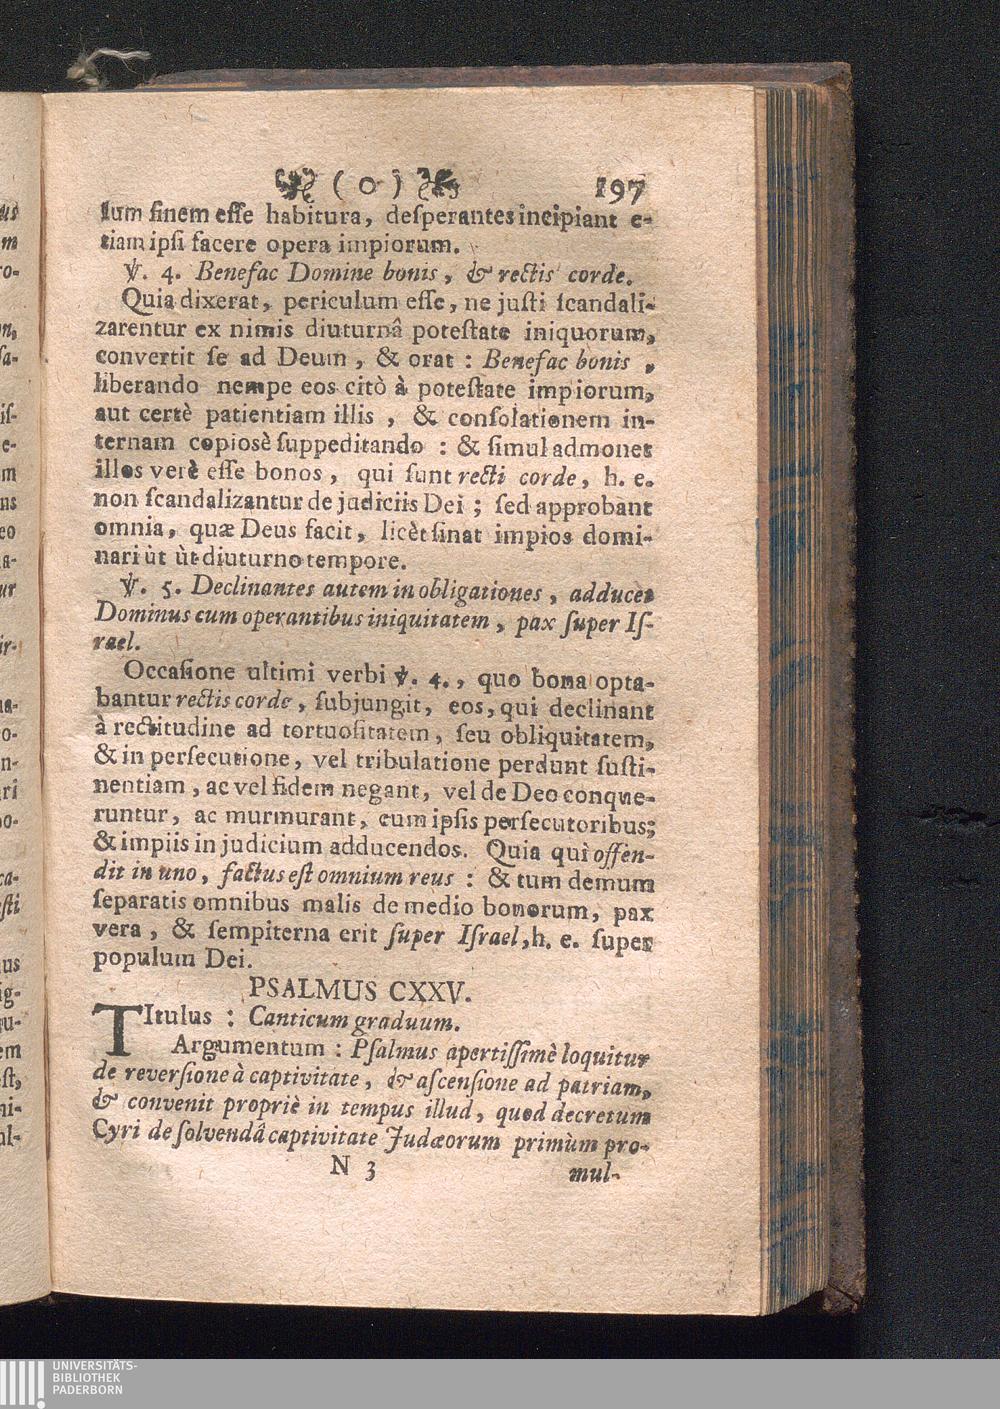 ( 0 ) 197
lum finem eſſe habitura, deſperantes incipiant e-
tiam ipſi facere opera impiorum.
℣. 4. Benefac Domine bonis, & rectis corde.
Quia dixerat, periculum eſſe, ne juſti ſcandali-
zarentur ex nimis diuturnâ poteſtate iniquorum,
convertit ſe ad Deum, & orat : Benefac bonis,
liberando nempe eos citò à poteſtate impiorum,
aut certè patientiam illis, & conſolationem in-
ternam copiosè ſuppeditando : & ſimul admonet
illos verè eſſe bonos, qui ſunt recti corde, h. e.
non ſcandalizantur de judiciis Dei ; ſed approbant
omnia, quæ Deus facit, licèt ſinat impios domi-
nari ùt ùt diuturno tempore.
℣. 5. Declinantes autem in obligationes, adducet
Dominus cum operantibus iniquitatem, pax ſuper Iſ-
rael.
Occaſione ultimi verbi ℣. 4., quo bona opta-
bantur rectis corde, ſubjungit, eos, qui declinant
à rectitudine ad tortuoſitatem, ſeu obliquitatem,
& in perſecutione, vel tribulatione perdunt ſuſti-
nentiam, ac vel fidem negant, vel de Deo conque-
runtur, ac murmurant, cum ipſis perſecutoribus;
& impiis in judicium adducendos. Quia qui offen-
dit in uno, factus eſt omnium reus : & tum demum
ſeparatis omnibus malis de medio bonorum, pax
vera, & ſempiterna erit ſuper Iſrael, h. e. ſuper
populum Dei.
PSALMUS CXXV.
TItulus : Canticum graduum.
Argumentum : Pſalmus apertiſſimè loquitur
de reverſione à captivitate, & aſcenſione ad patriam,
& convenit propriè in tempus illud, quod decretum
Cyri de ſolvendâ captivitate Judæorum primùm pro-
N 3 mul-
UNIVERSITÄTS-
BIBLIOTHEK
PADERBORN